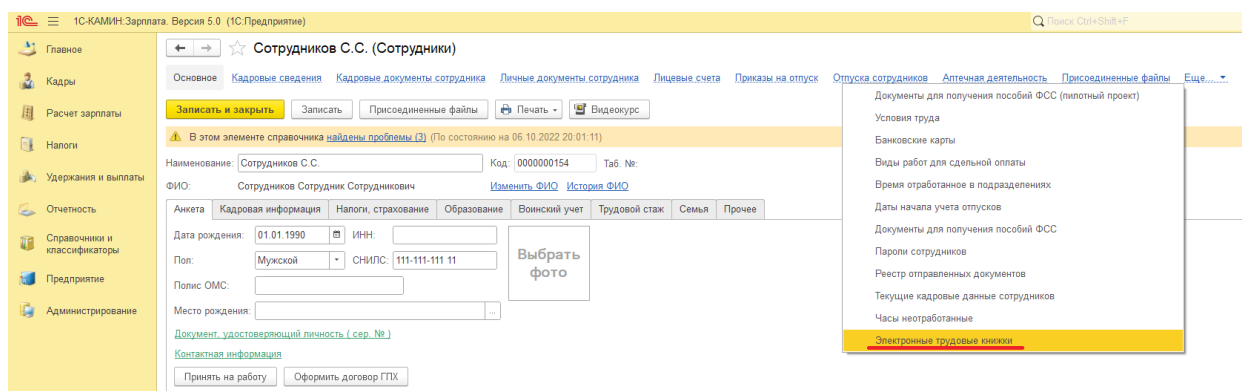 1С-КАМИН:Зарплата. Версия 5.0 (1С:Предприятие)
Поиск Ctrl+Shift+F
Главное
Кадры
Расчет зарплаты
Налоги
Удержания и выплаты
Отчетность
Справочники и
классификаторы
Предприятие
Администрирование
Сотрудников С.С. (Сотрудники)
Основное Кадровые сведения Кадровые документы сотрудника Личные документы сотрудника Лицевые счета Приказы на отпуск Отпуска сотрудников Аптечная деятельность Присоединенные файлы Еще...
Записать и закрыть Записать Присоединенные файлы Печать Видеокурс
В этом элементе справочника найдены проблемы (3) (По состоянию на 06.10.2022 20:01:11)
Наименование: Сотрудников С.С. Код: 0000000154 Таб. №:
ФИО: Сотрудников Сотрудник Сотрудникович Изменить ФИО История ФИО
Анкета Кадровая информация Налоги, страхование Образование Воинский учет Трудовой стаж Семья Прочее
Дата рождения: 01.01.1990 ИНН:
Пол: Мужской СНИЛС: 111-111-111 11
Выбрать
фото
Полис ОМС:
Место рождения: ...
Документ, удостоверяющий личность ( сер. № )
Контактная информация
Принять на работу Оформить договор ГПХ
Документы для получения пособий ФСС (пилотный проект)
Условия труда
Банковские карты
Виды работ для сдельной оплаты
Время отработанное в подразделениях
Даты начала учета отпусков
Документы для получения пособий ФСС
Пароли сотрудников
Реестр отправленных документов
Текущие кадровые данные сотрудников
Часы неотработанные
Электронные трудовые книжки